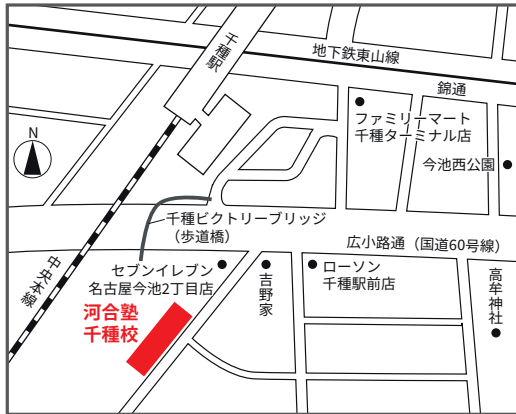 千種駅
地下鉄東山線
錦通
ファミリーマート
千種ターミナル店
今池西公園
N
千種ビクトリーブリッジ
（歩道橋）
広小路通（国道60号線）
中央本線
セブンイレブン
名古屋今池2丁目店
吉野家
ローソン
千種駅前店
高牟神社
河合塾
千種校